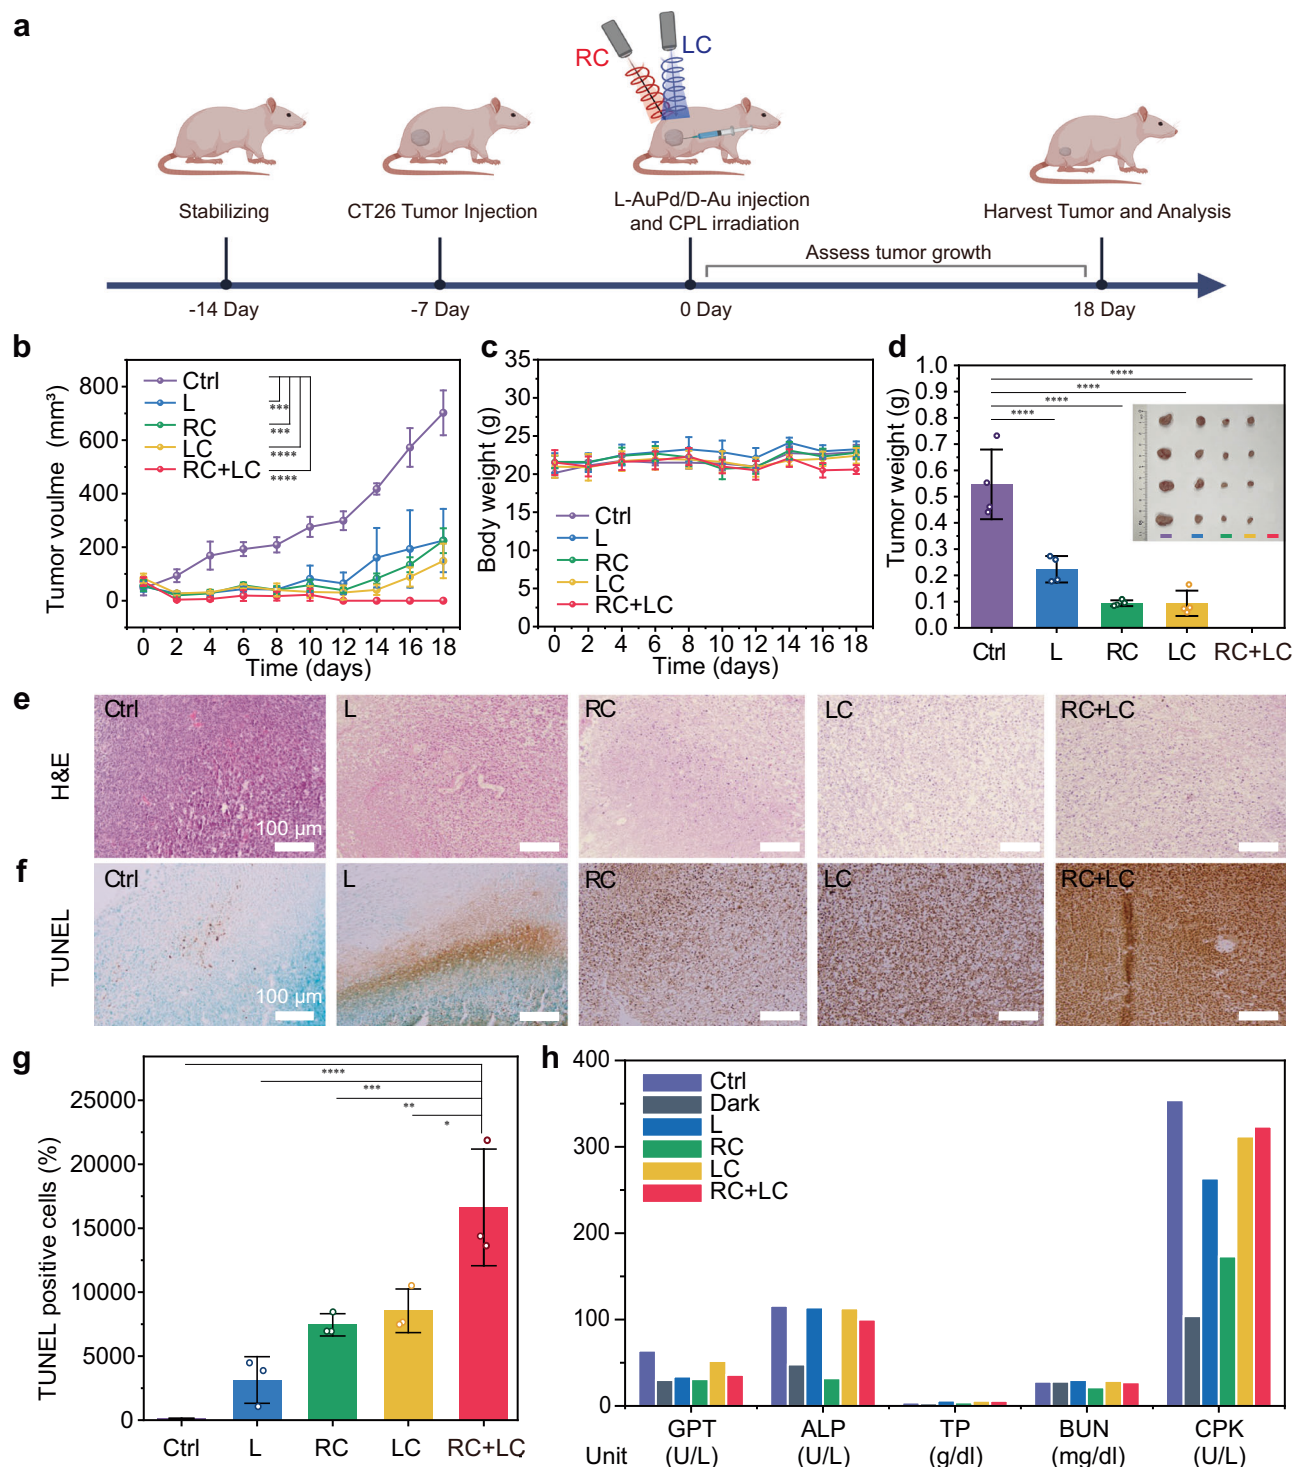 a
RC
LC
Stabilizing
CT26 Tumor Injection
L-AuPd/D-Au injection
and CPL irradiation
Harvest Tumor and Analysis
Assess tumor growth
-14 Day
-7 Day
0 Day
18 Day
b
Tumor voulme (mm³)
800
600
400
200
0
Ctrl
L
RC
LC
RC+LC
***
***
****
****
0 2 4 6 8 10 12 14 16 18
Time (days)
c
Body weight (g)
35
30
25
20
15
10
5
0
Ctrl
L
RC
LC
RC+LC
0 2 4 6 8 10 12 14 16 18
Time (days)
d
Tumor weight (g)
1.0
0.9
0.8
0.7
0.6
0.5
0.4
0.3
0.2
0.1
0.0
****
****
****
****
Ctrl L RC LC RC+LC
e
H&E
Ctrl
100 µm
L
RC
LC
RC+LC
f
TUNEL
Ctrl
100 µm
L
RC
LC
RC+LC
g
TUNEL positive cells (%)
25000
20000
15000
10000
5000
0
****
***
**
*
Ctrl L RC LC RC+LC
h
400
300
200
100
0
Ctrl
Dark
L
RC
LC
RC+LC
GPT ALP TP BUN CPK
Unit (U/L) (U/L) (g/dl) (mg/dl) (U/L)